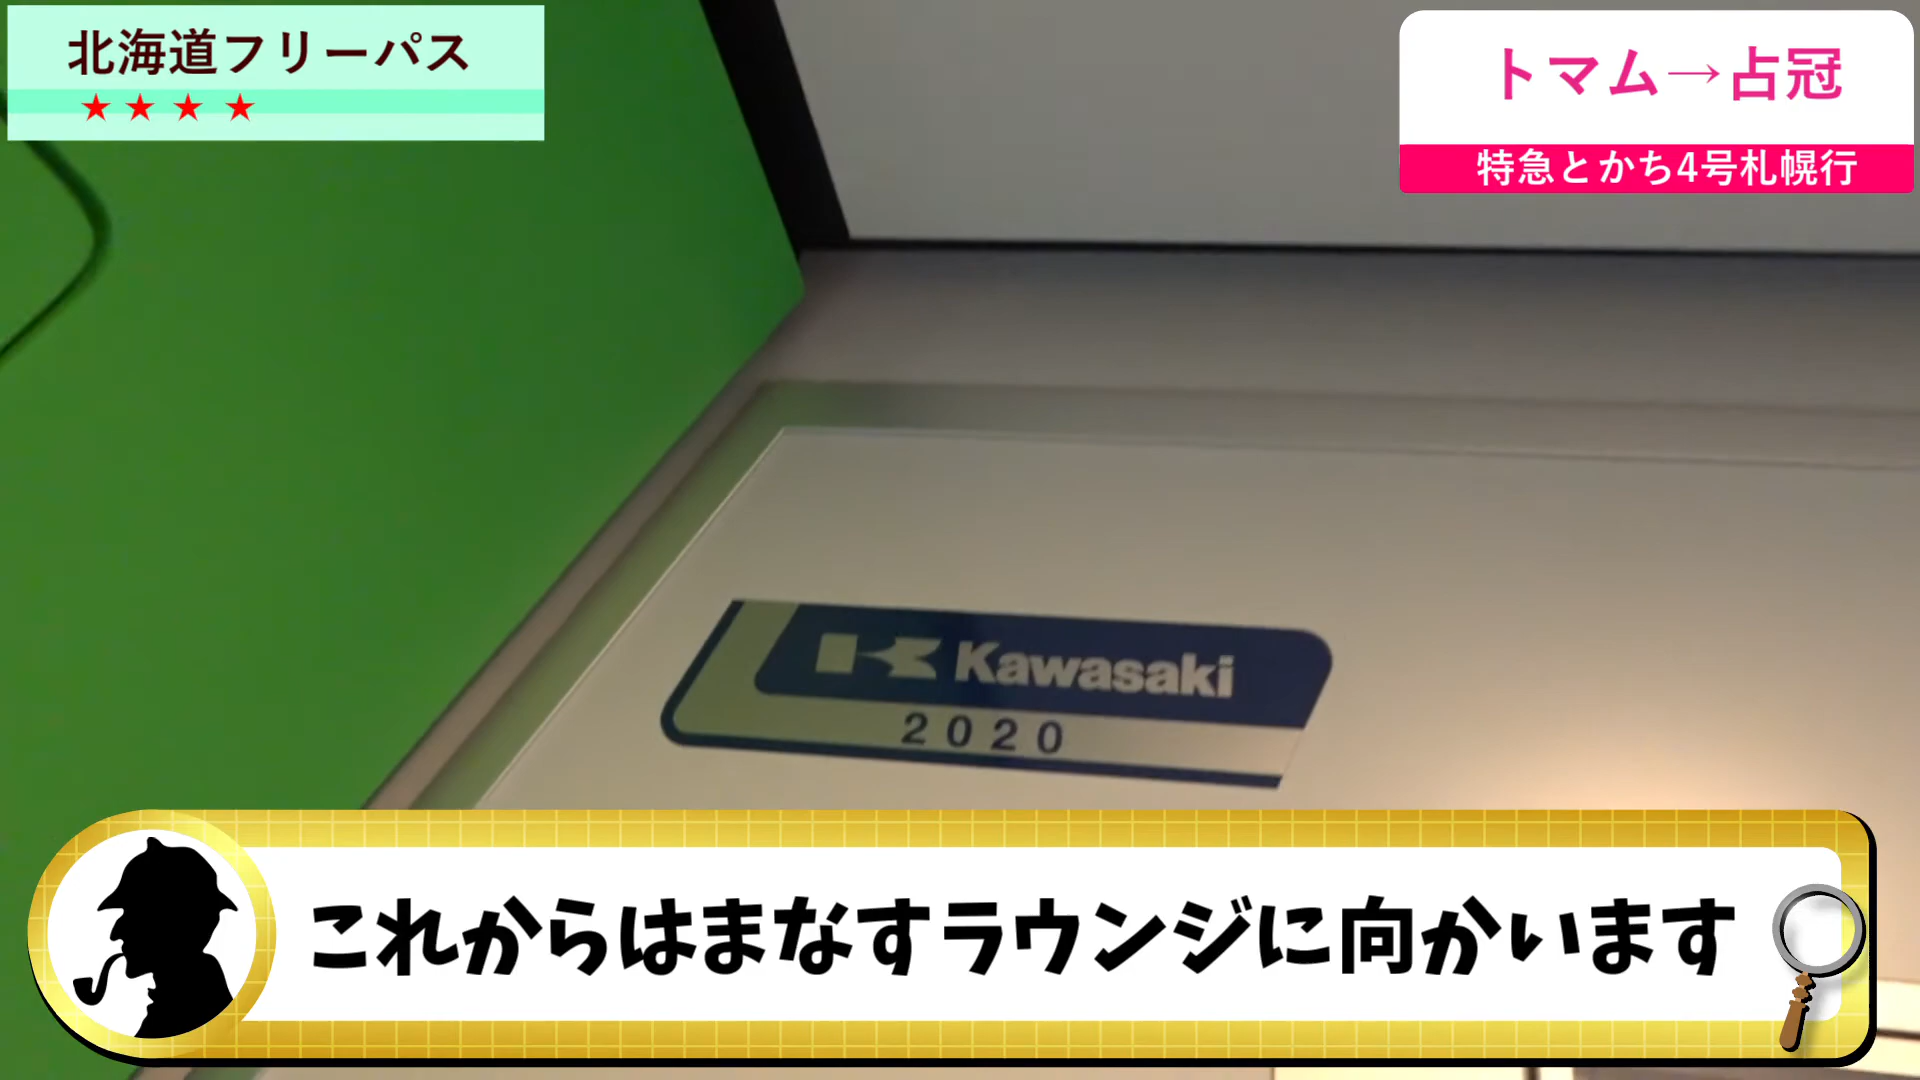 北海道フリーパス
★★★★
トマム→占冠
特急とかち4号札幌行
Kawasaki
2020
これからはまなすラウンジに向かいます